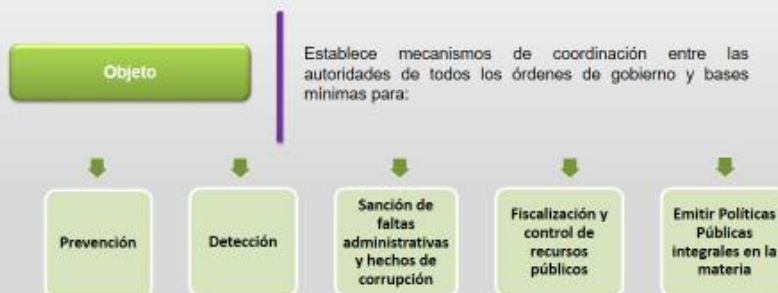 Objeto
Establece mecanismos de coordinación entre las
autoridades de todos los órdenes de gobierno y bases
mínimas para:
Prevención
Detección
Sanción de
faltas
administrativas
y hechos de
corrupción
Fiscalización y
control de
recursos
públicos
Emitir Políticas
Públicas
integrales en la
materia